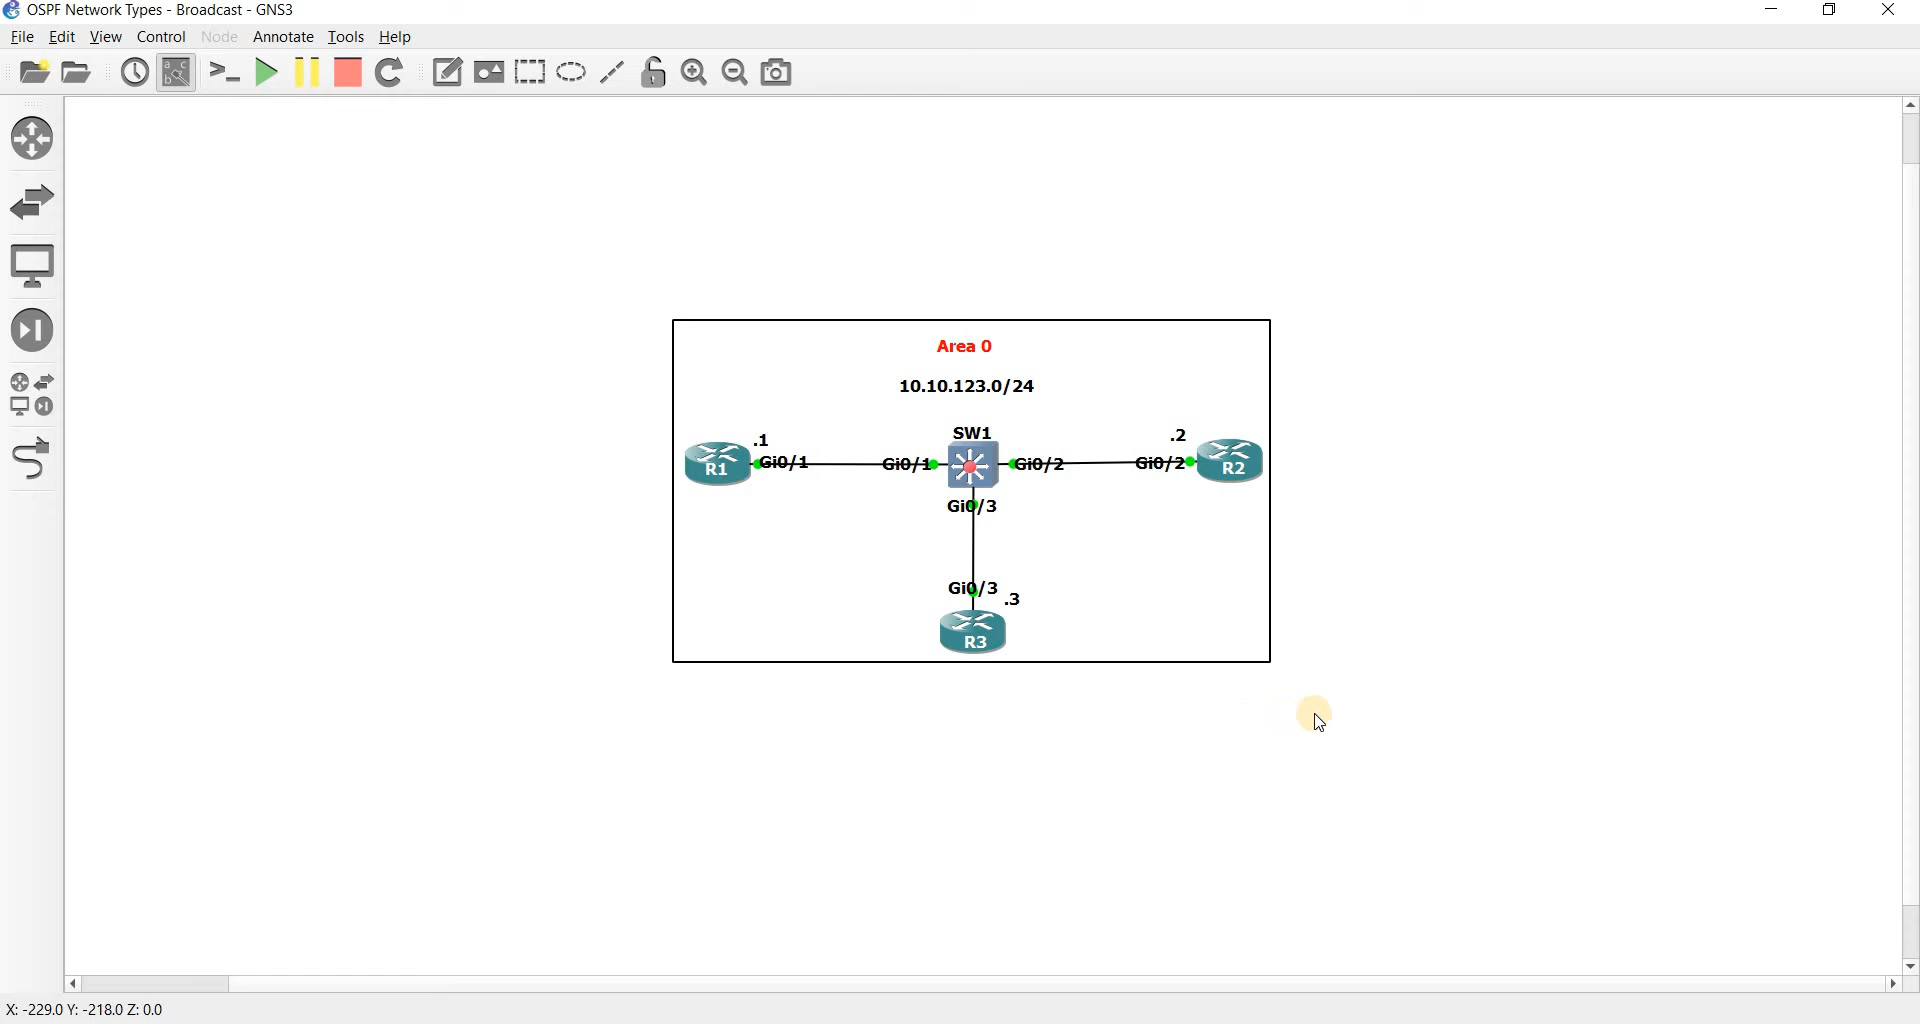 OSPF Network Types - Broadcast - GNS3
File Edit View Control Node Annotate Tools Help
Area 0
10.10.123.0/24
SW1
.1
.2
R1
Gi0/1
Gi0/1
Gi0/2
Gi0/2
R2
Gi0/3
Gi0/3
.3
R3
X: -229.0 Y: -218.0 Z: 0.0